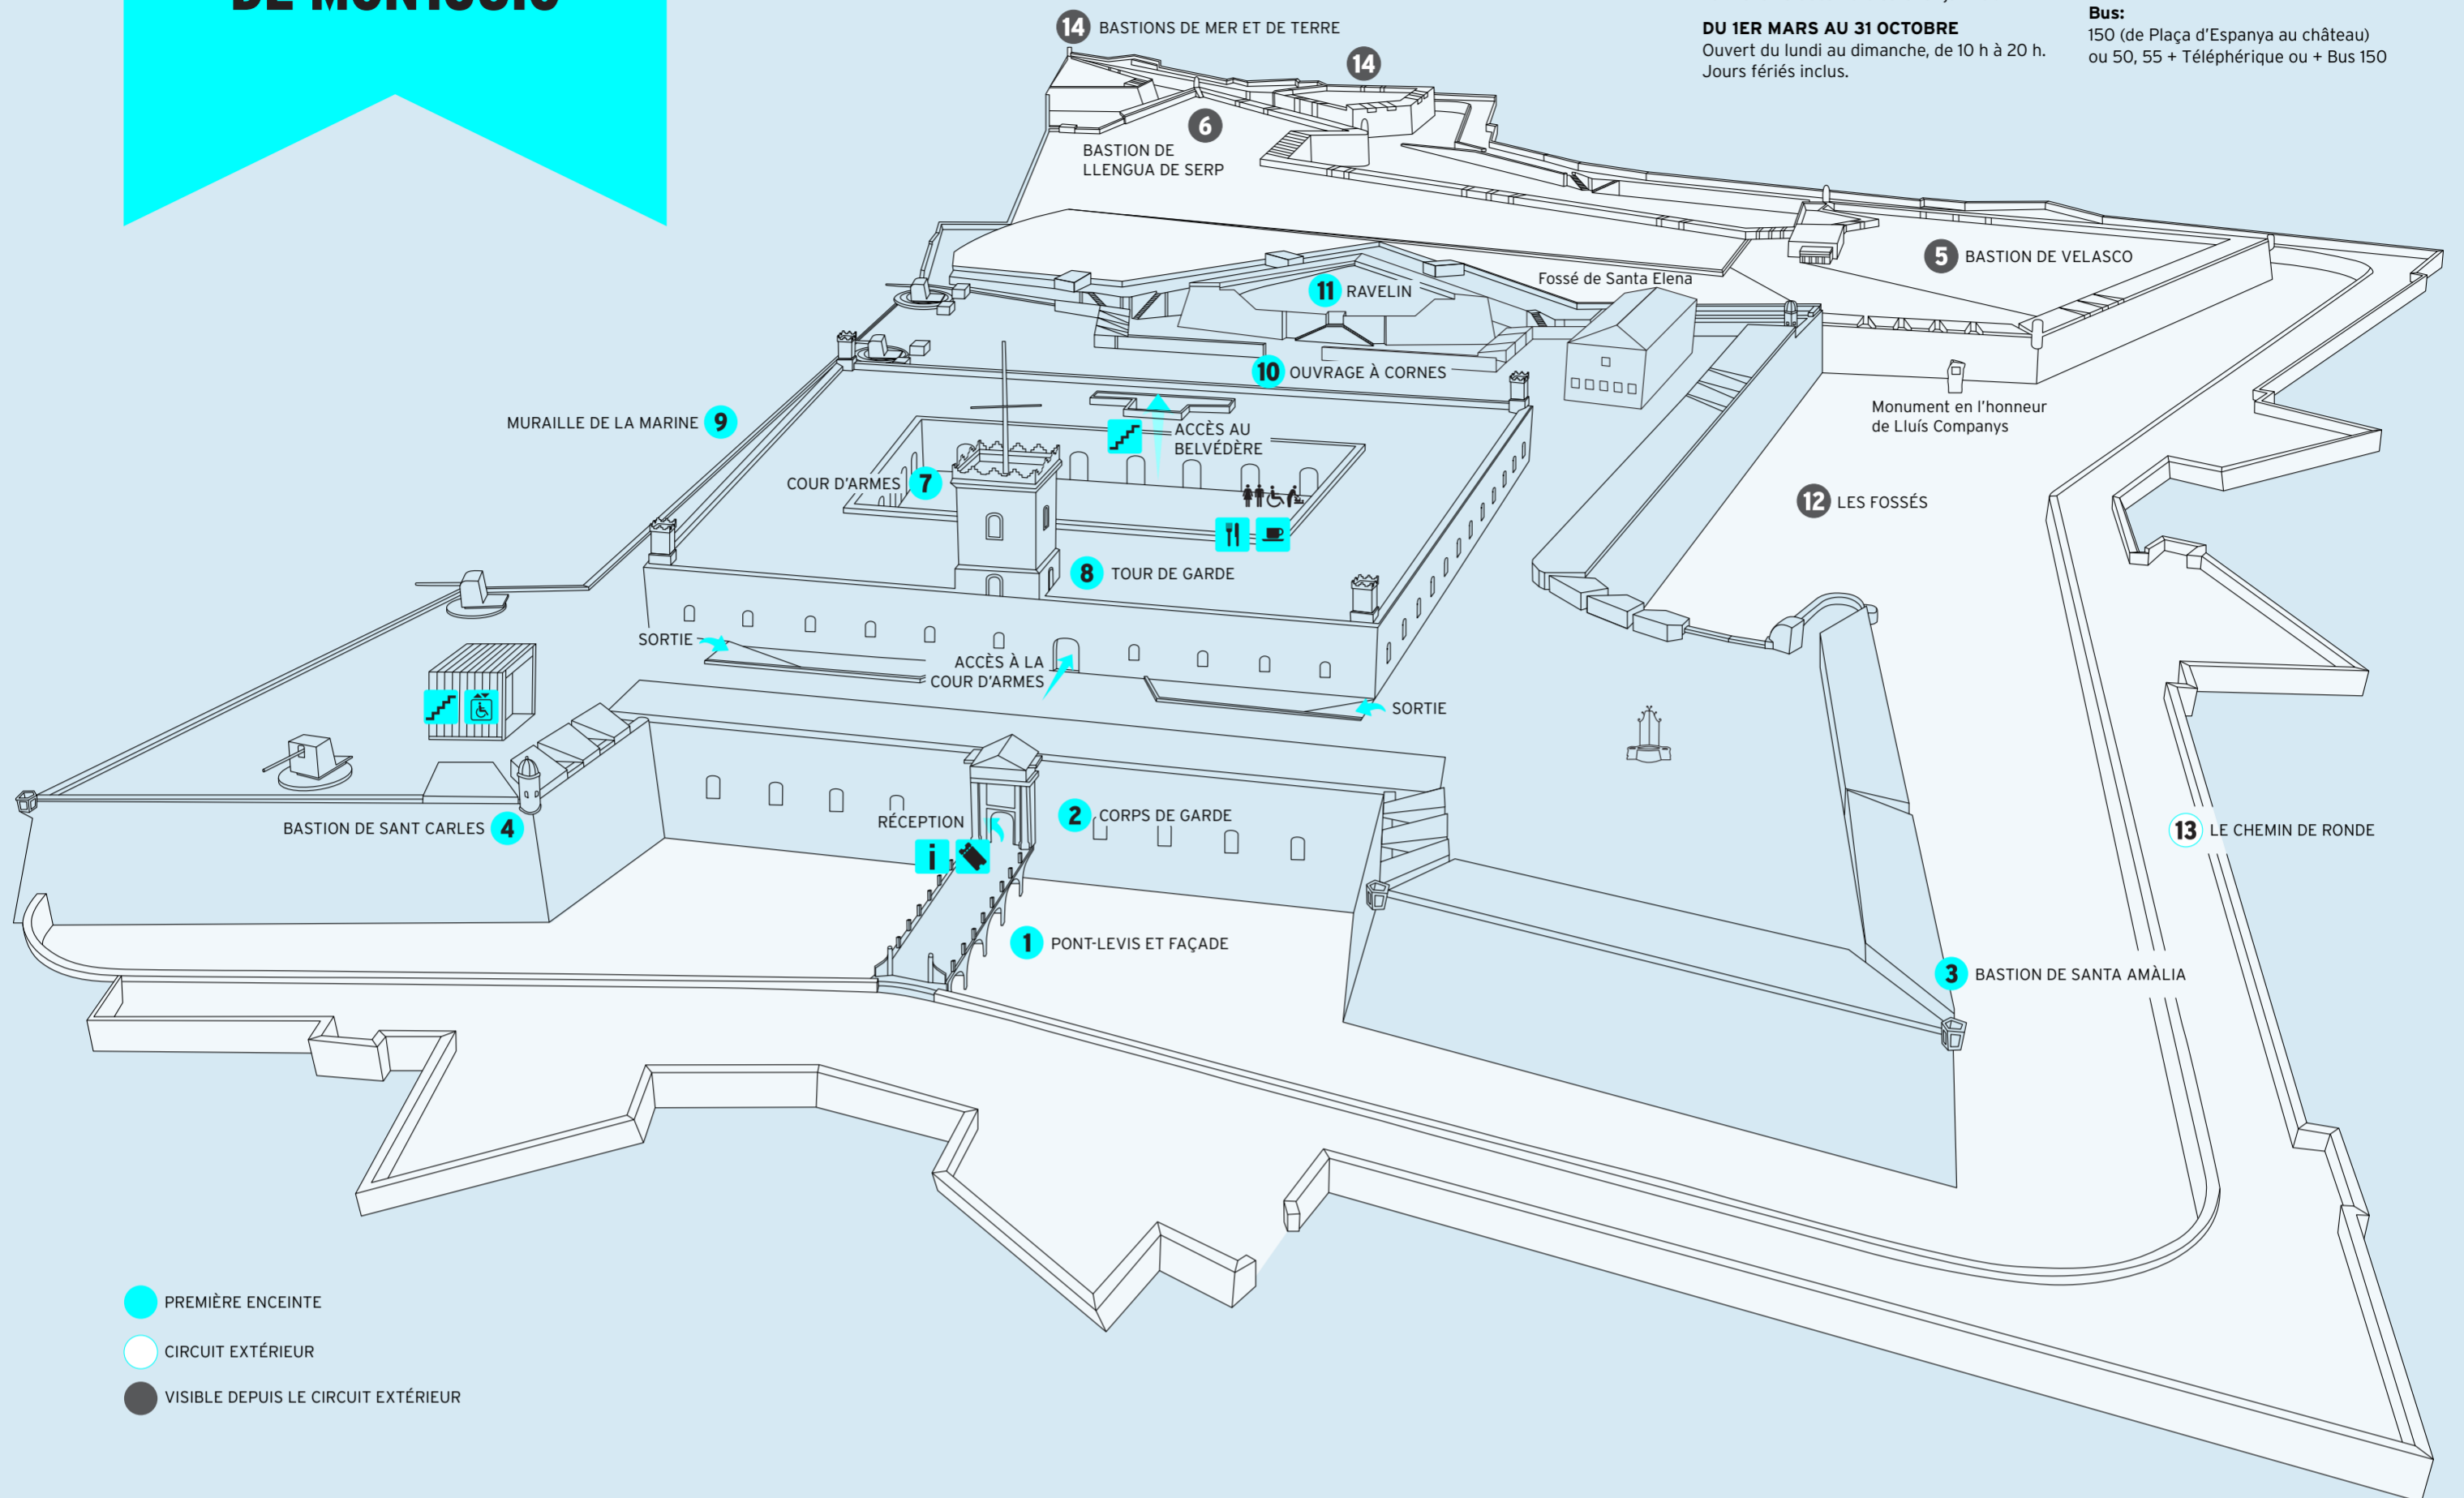 DE MONTJUÏC
DU 1ER MARS AU 31 OCTOBRE
Ouvert du lundi au dimanche, de 10 h à 20 h.
Jours fériés inclus.
Bus:
150 (de Plaça d'Espanya au château)
ou 50, 55 + Téléphérique ou + Bus 150
14 BASTIONS DE MER ET DE TERRE
14
6
BASTION DE
LLENGUA DE SERP
5 BASTION DE VELASCO
Fossé de Santa Elena
11 RAVELIN
10 OUVRAGE À CORNES
Monument en l'honneur
de Lluís Companys
MURAILLE DE LA MARINE 9
ACCÈS AU
BELVÉDÈRE
COUR D'ARMES 7
12 LES FOSSÉS
8 TOUR DE GARDE
SORTIE
ACCÈS À LA
COUR D'ARMES
SORTIE
BASTION DE SANT CARLES 4
RÉCEPTION
i
2 CORPS DE GARDE
13 LE CHEMIN DE RONDE
1 PONT-LEVIS ET FAÇADE
3 BASTION DE SANTA AMÀLIA
PREMIÈRE ENCEINTE
CIRCUIT EXTÉRIEUR
VISIBLE DEPUIS LE CIRCUIT EXTÉRIEUR